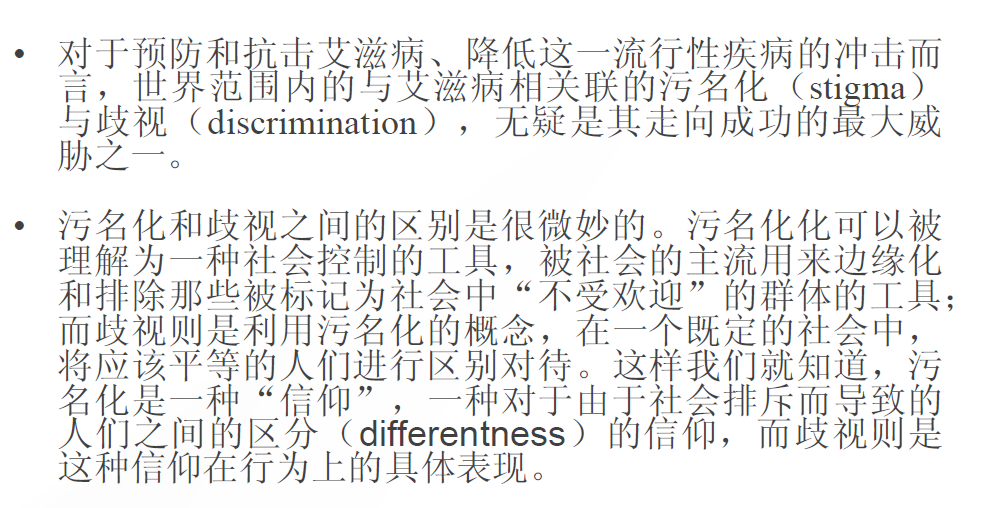 • 对于预防和抗击艾滋病、降低这一流行性疾病的冲击而
言，世界范围内的与艾滋病相关联的污名化（stigma）
与歧视（discrimination），无疑是其走向成功的最大威
胁之一。
• 污名化和歧视之间的区别是很微妙的。污名化化可以被
理解为一种社会控制的工具，被社会的主流用来边缘化
和排除那些被标记为社会中“不受欢迎”的群体的工具；
而歧视则是利用污名化的概念，在一个既定的社会中，
将应该平等的人们进行区别对待。这样我们就知道，污
名化是一种“信仰”，一种对于由于社会排斥而导致的
人们之间的区分（differentness）的信仰，而歧视则是
这种信仰在行为上的具体表现。